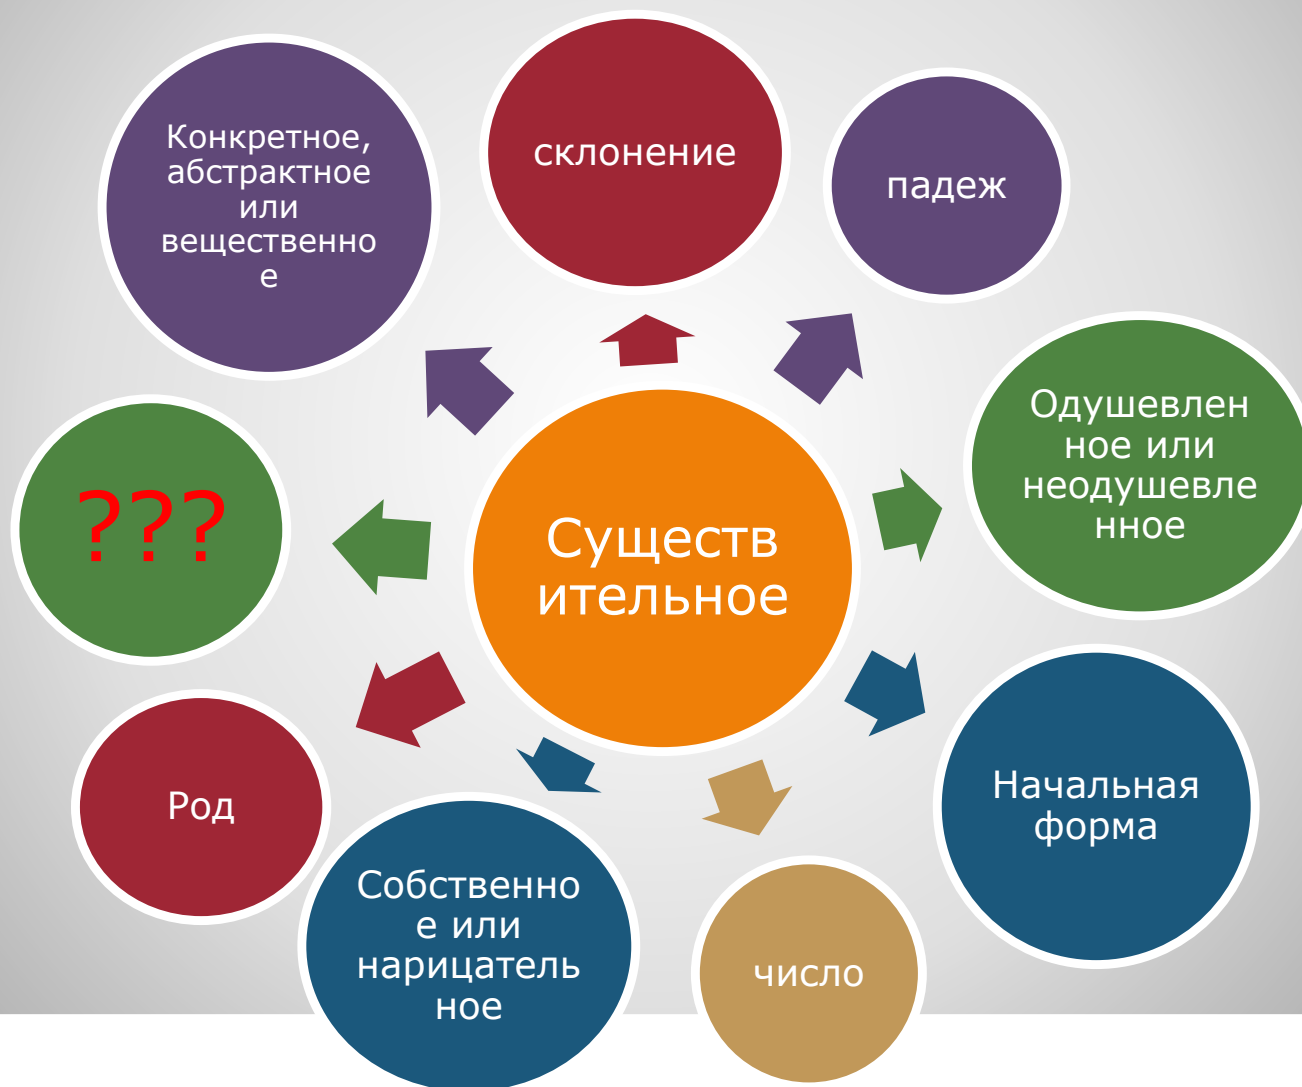 Конкретное,
абстрактное
или
вещественно
е
склонение
падеж
Одушевлен
ное или
неодушевле
нное
???
Существ
ительное
Род
Начальная
форма
Собственно
е или
нарицатель
ное
число